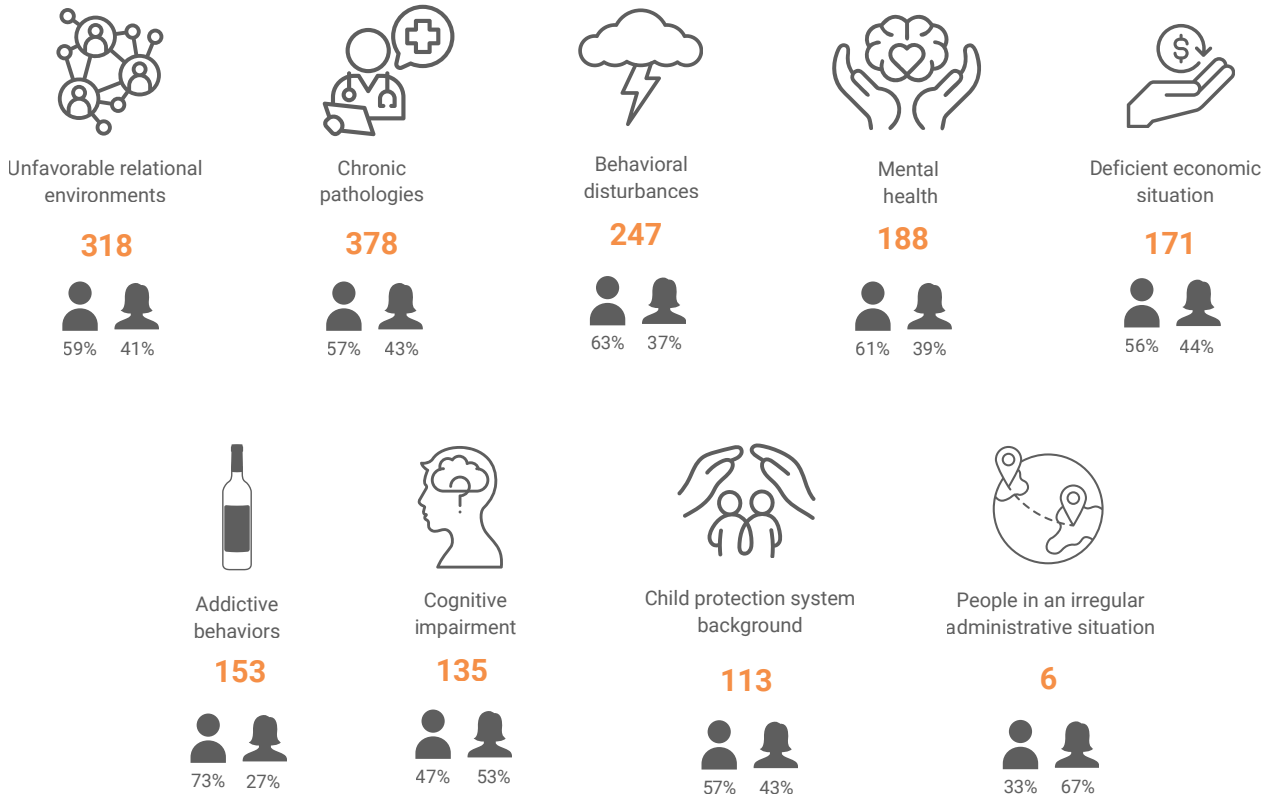 Unfavorable relational
environments
318
59% 41%
Chronic
pathologies
378
57% 43%
Behavioral
disturbances
247
63% 37%
Mental
health
188
61% 39%
$
Deficient economic
situation
171
56% 44%
Addictive
behaviors
153
73% 27%
Cognitive
impairment
135
47% 53%
Child protection system
background
113
57% 43%
People in an irregular
administrative situation
6
33% 67%